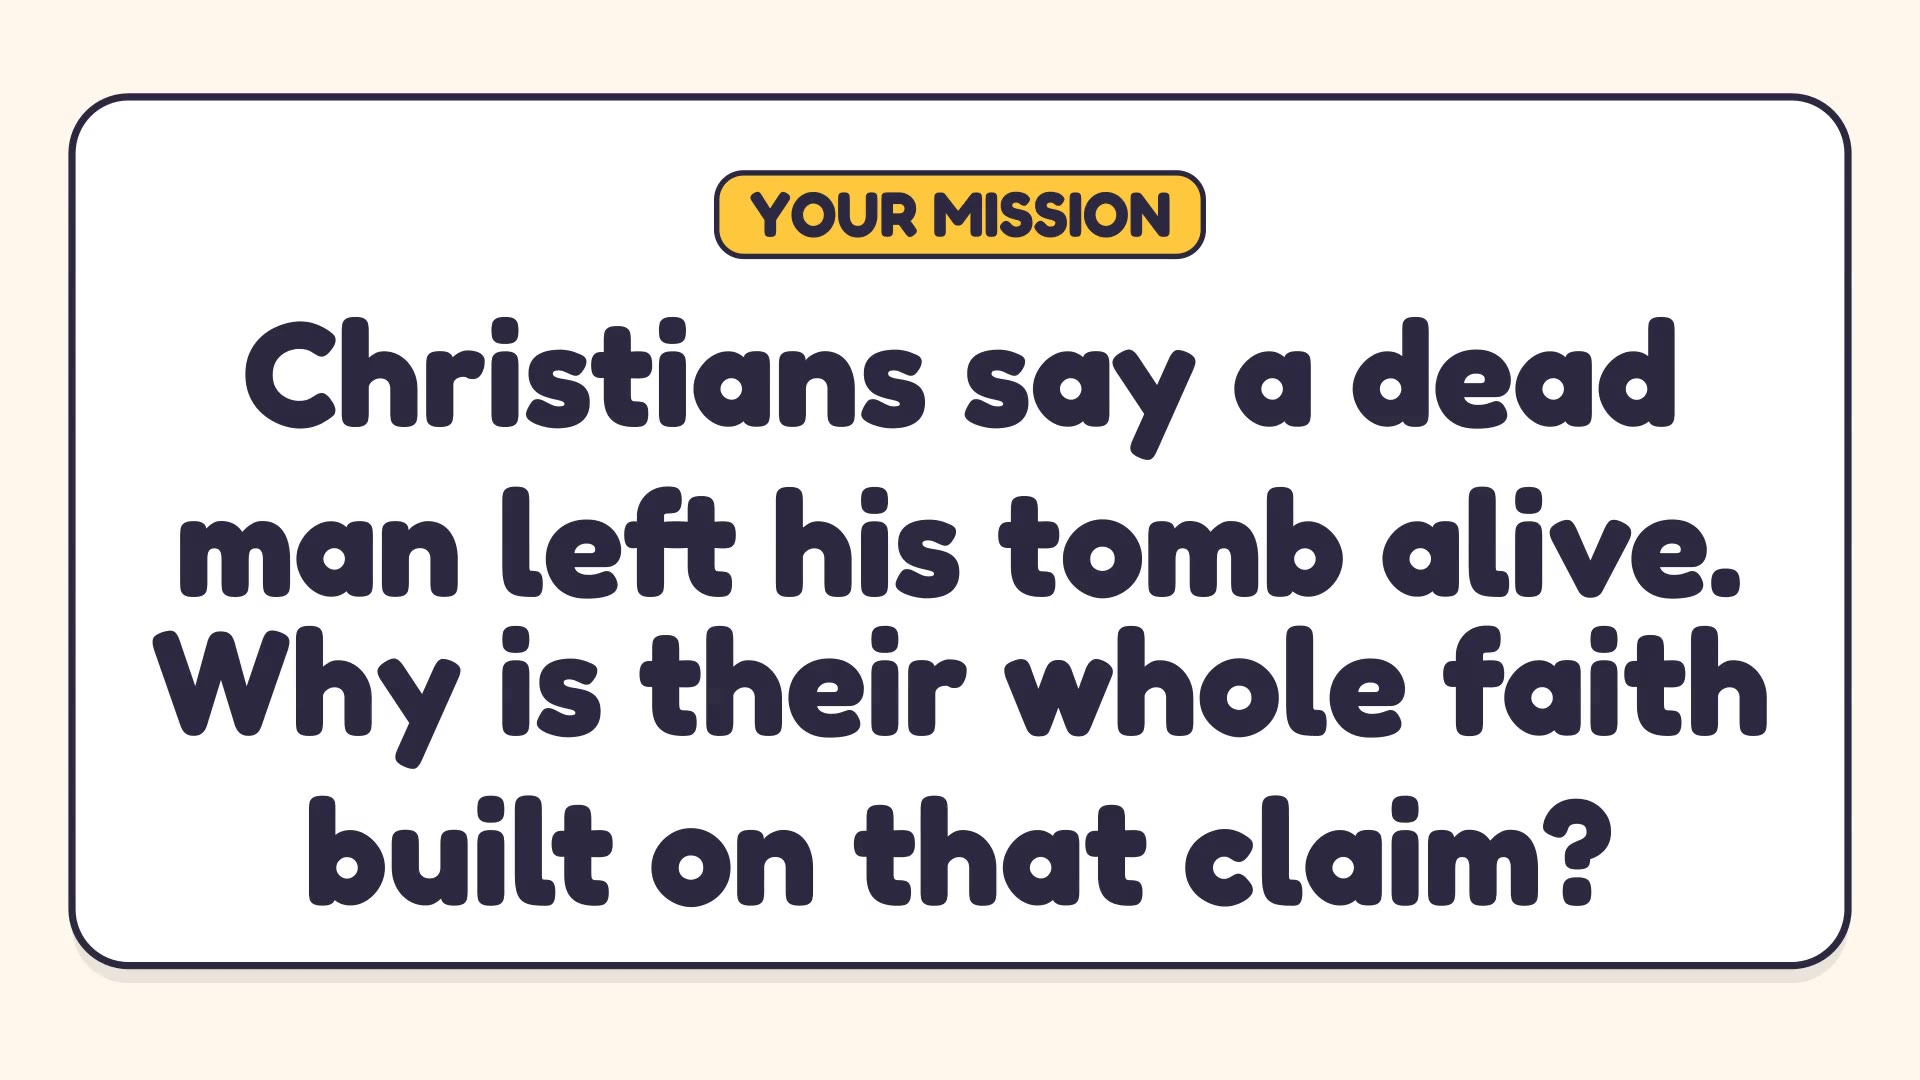 YOUR MISSION
Christians say a dead
man left his tomb alive.
Why is their whole faith
built on that claim?